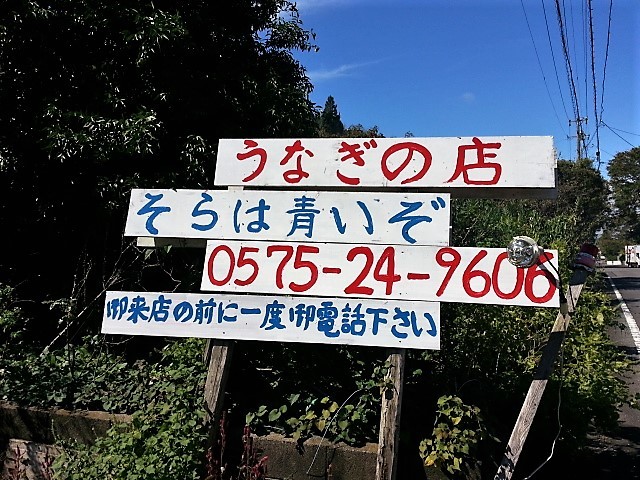 うなぎの店
そらは青いぞ
0575-24-9606
御来店の前に一度御電話下さい